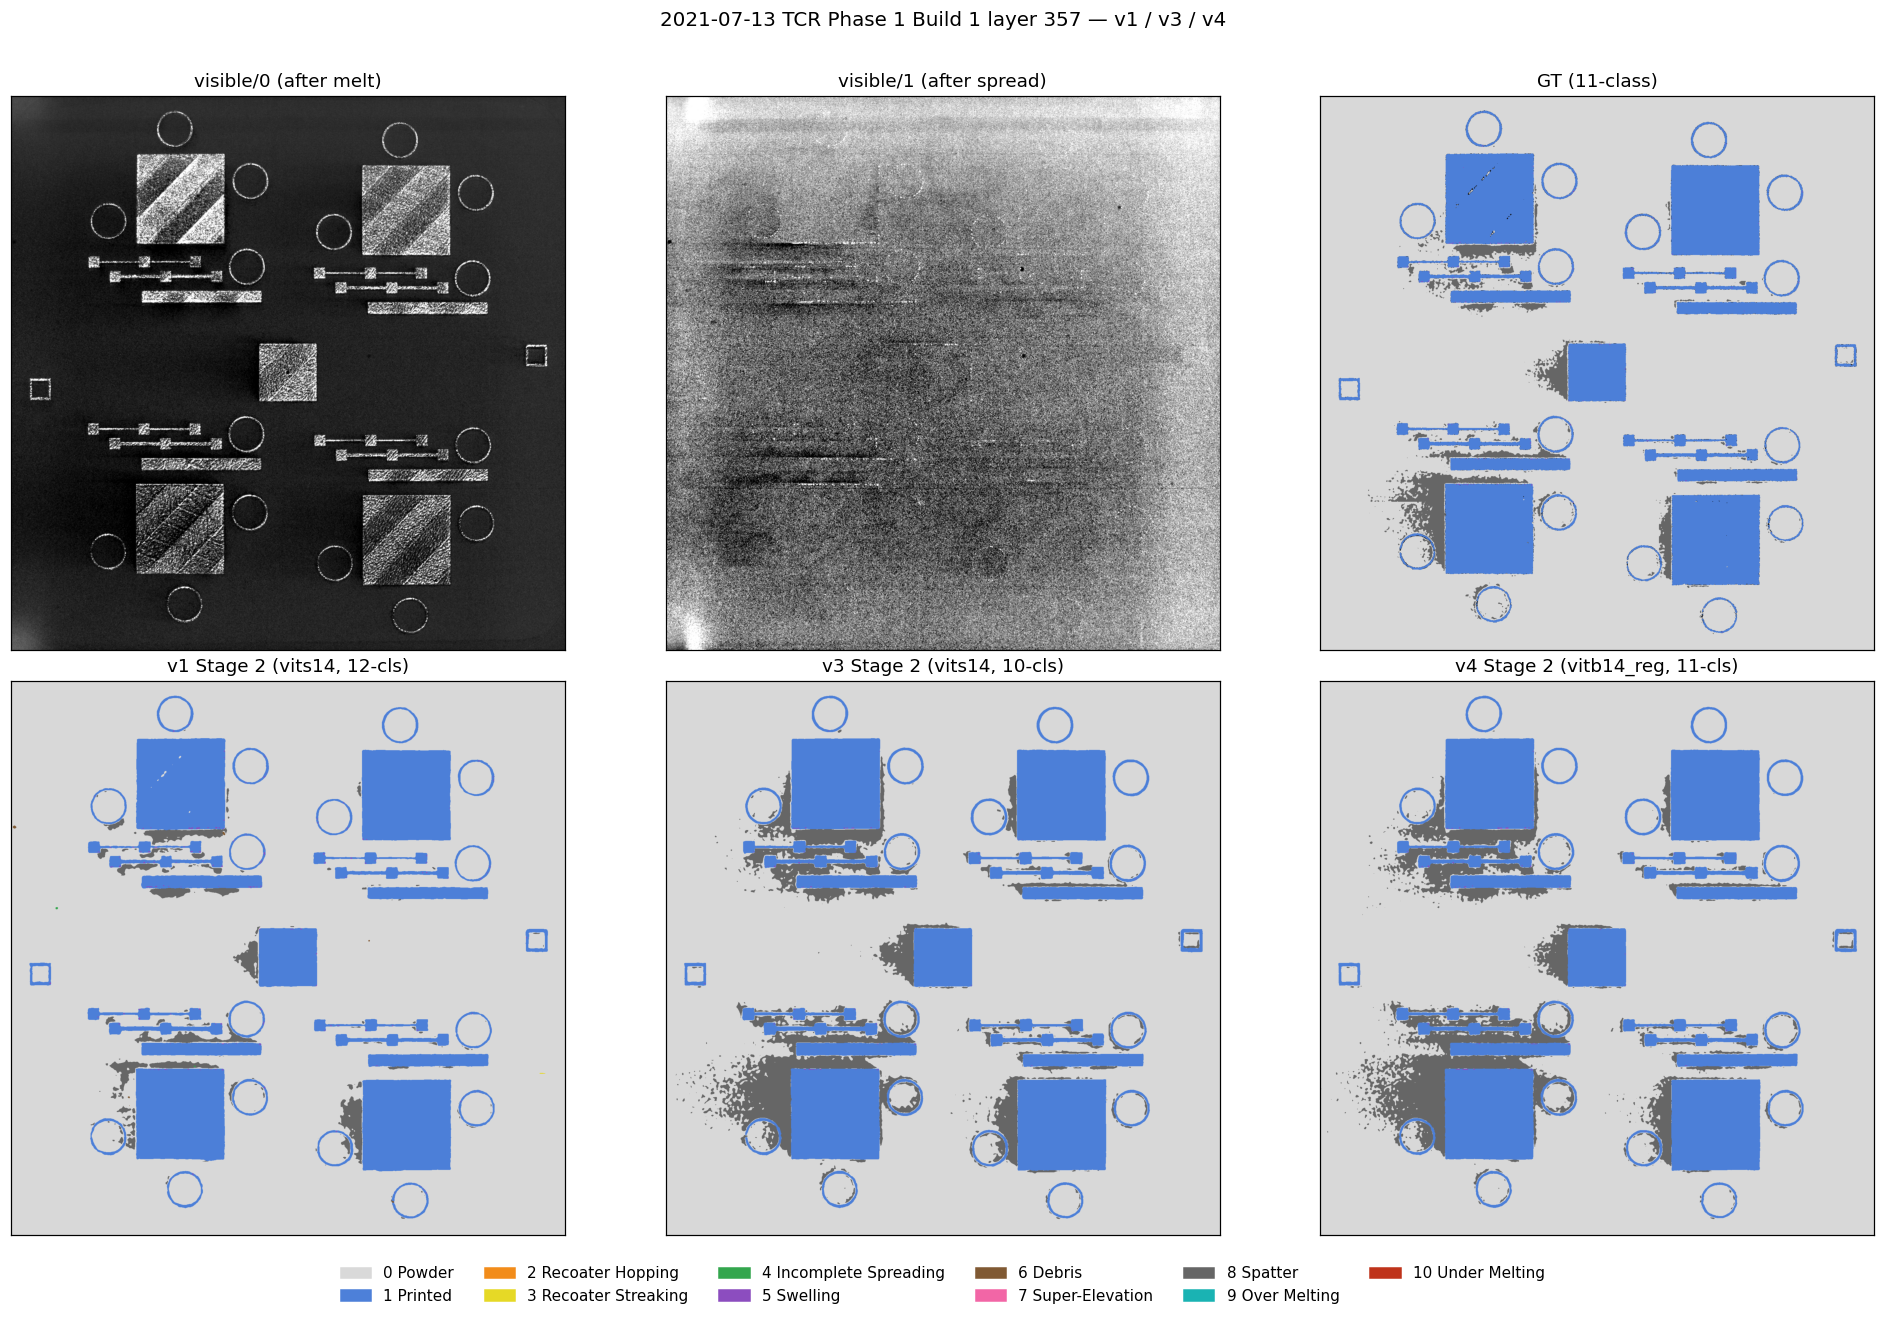 2021-07-13 TCR Phase 1 Build 1 layer 357 — v1 / v3 / v4
visible/0 (after melt)
visible/1 (after spread)
GT (11-class)
v1 Stage 2 (vits14, 12-cls)
v3 Stage 2 (vits14, 10-cls)
v4 Stage 2 (vitb14_reg, 11-cls)
0 Powder
1 Printed
2 Recoater Hopping
3 Recoater Streaking
4 Incomplete Spreading
5 Swelling
6 Debris
7 Super-Elevation
8 Spatter
9 Over Melting
10 Under Melting